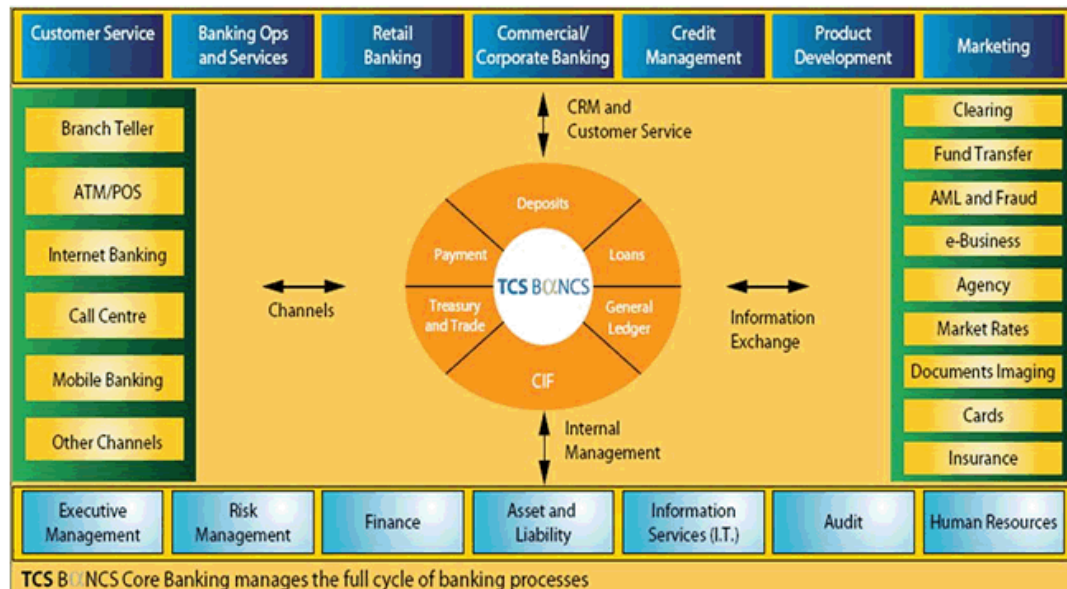 Customer Service
Banking Ops
and Services
Retail
Banking
Commercial/
Corporate Banking
Credit
Management
Product
Development
Marketing
Branch Teller
ATM/POS
Internet Banking
Call Centre
Mobile Banking
Other Channels
CRM and
Customer Service
Channels
Deposits
Payment
Loans
TCS BαNCS
Treasury
and Trade
General
Ledger
CIF
Information
Exchange
Internal
Management
Clearing
Fund Transfer
AML and Fraud
e-Business
Agency
Market Rates
Documents Imaging
Cards
Insurance
Executive
Management
Risk
Management
Finance
Asset and
Liability
Information
Services (I.T.)
Audit
Human Resources
TCS BαNCS Core Banking manages the full cycle of banking processes